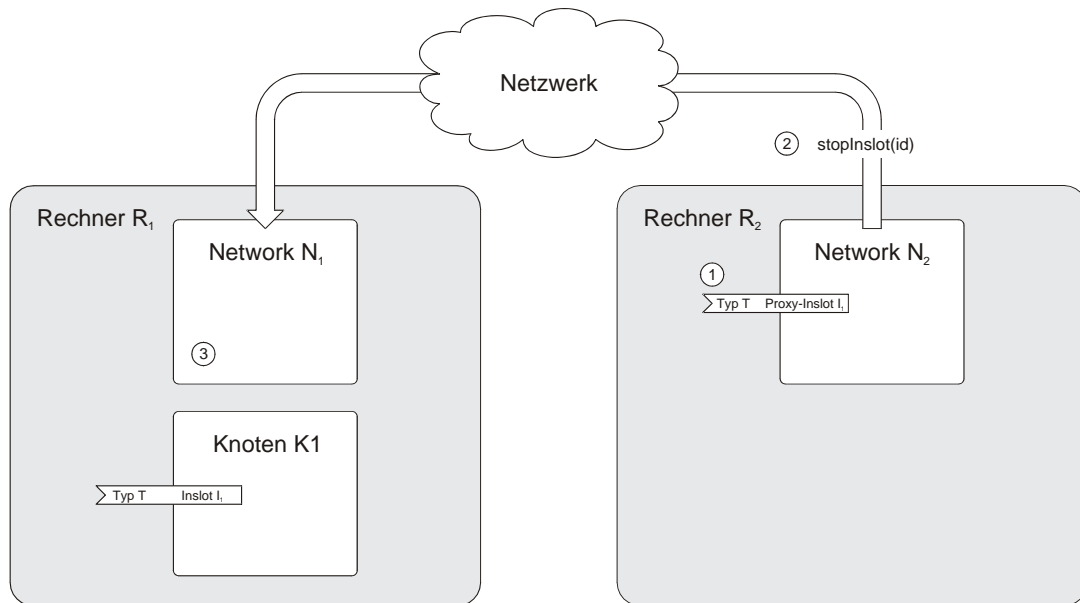 Netzwerk
2 stopInslot(id)
Rechner R1
Network N1
3
Knoten K1
Typ T Inslot I1
Rechner R2
Network N2
1
Typ T Proxy-Inslot I1